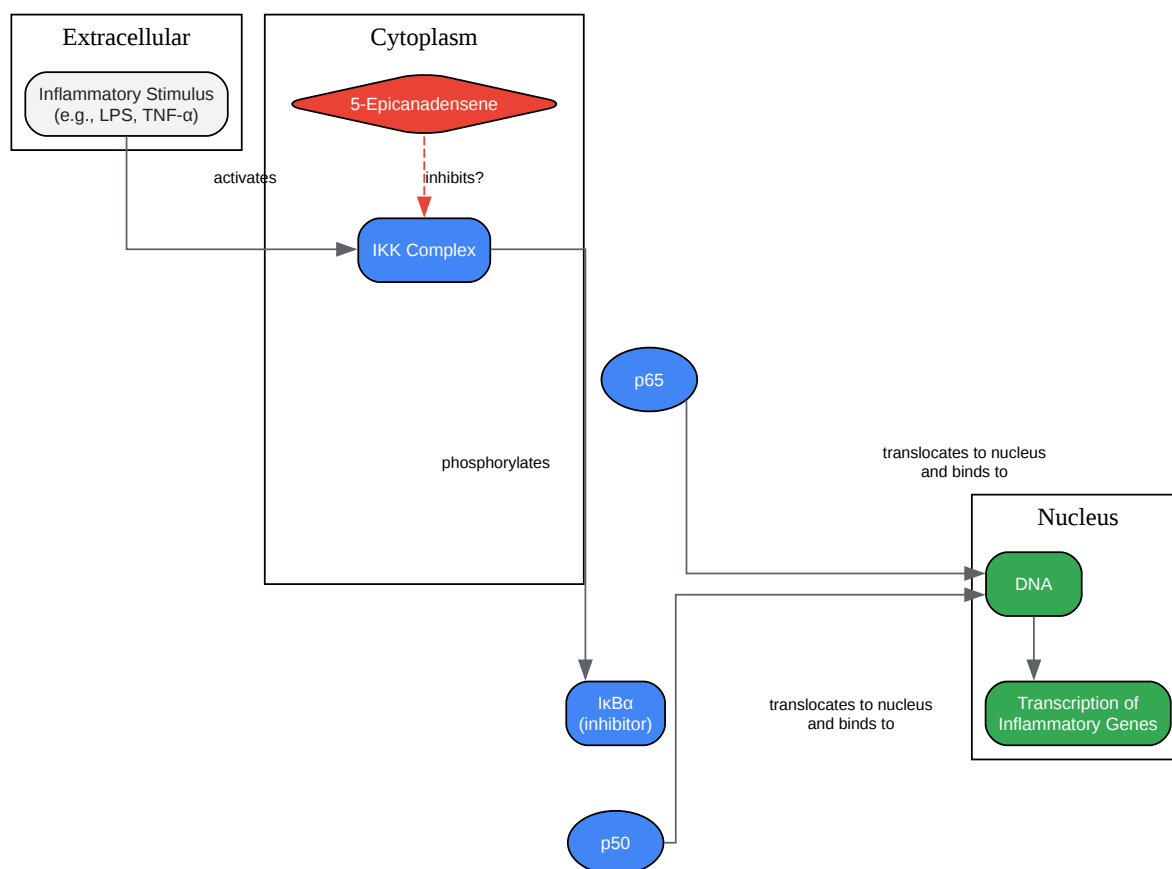 Extracellular
Cytoplasm
Inflammatory Stimulus
(e.g., LPS, TNF-α)
5-Epicanadensene
activates
inhibits?
IKK Complex
p65
phosphorylates
translocates to nucleus
and binds to
Nucleus
DNA
IκBα
(inhibitor)
translocates to nucleus
and binds to
Transcription of
Inflammatory Genes
p50